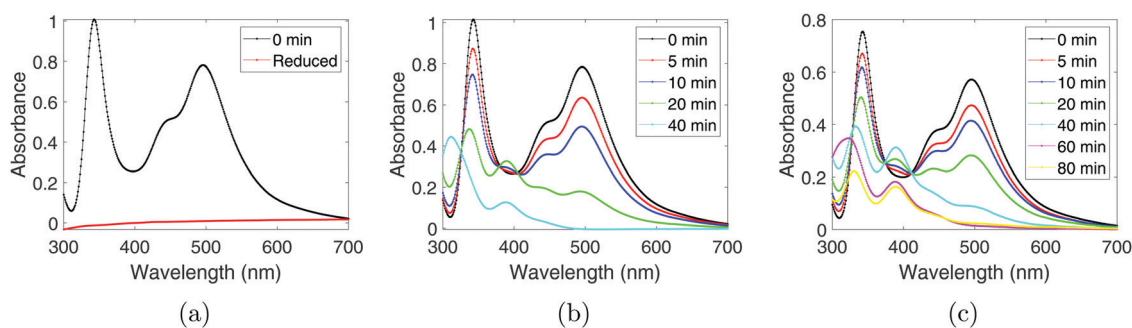 1
0.8
0.6
0.4
0.2
0
Absorbance
300 400 500 600 700
Wavelength (nm)
0 min
Reduced
(a)
1
0.8
0.6
0.4
0.2
0
Absorbance
300 400 500 600 700
Wavelength (nm)
0 min
5 min
10 min
20 min
40 min
(b)
0.8
0.6
0.4
0.2
0
Absorbance
300 400 500 600 700
Wavelength (nm)
0 min
5 min
10 min
20 min
40 min
60 min
80 min
(c)